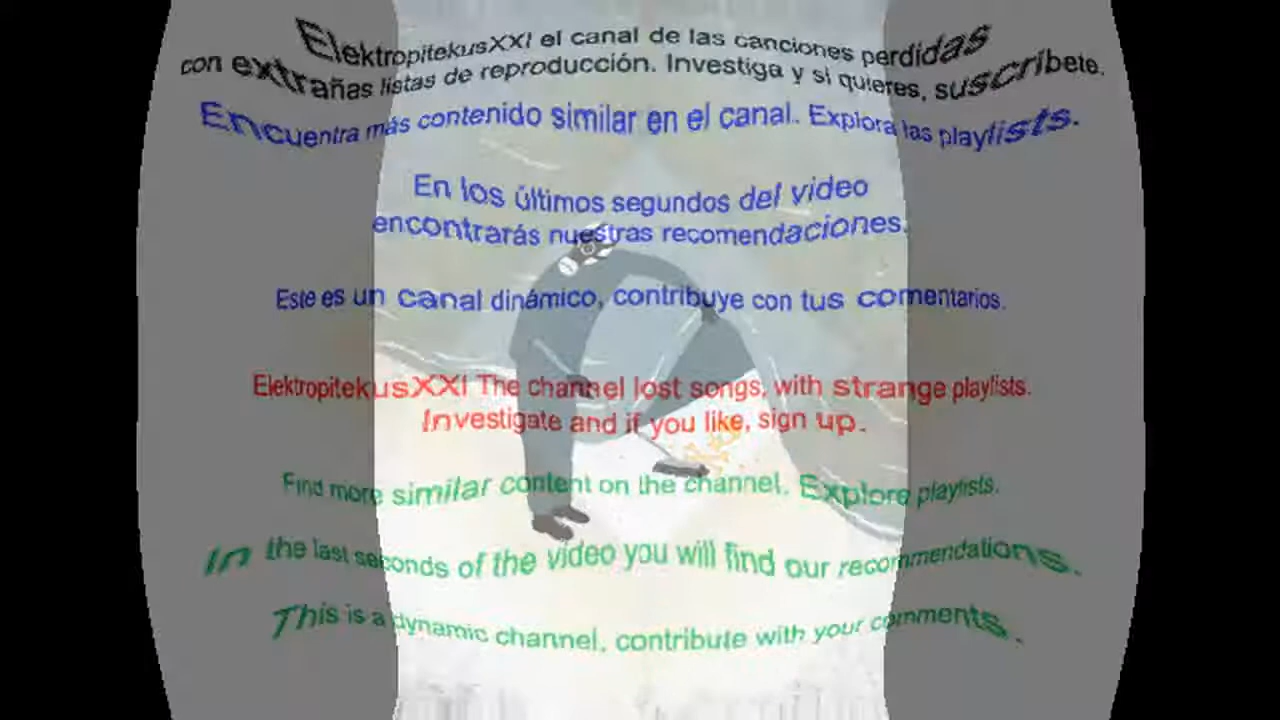 ElektropitekusXXI el canal de las canciones perdidas
con extrañas listas de reproducción. Investiga y si quieres, suscríbete.
Encuentra más contenido similar en el canal. Explora las playlists.
En los últimos segundos del video
encontrarás nuestras recomendaciones.
Este es un canal dinámico, contribuye con tus comentarios.
ElektropitekusXXI The channel lost songs, with strange playlists.
Investigate and if you like, sign up.
Find more similar content on the channel. Explore playlists.
In the last seconds of the video you will find our recommendations.
This is a dynamic channel, contribute with your comments.